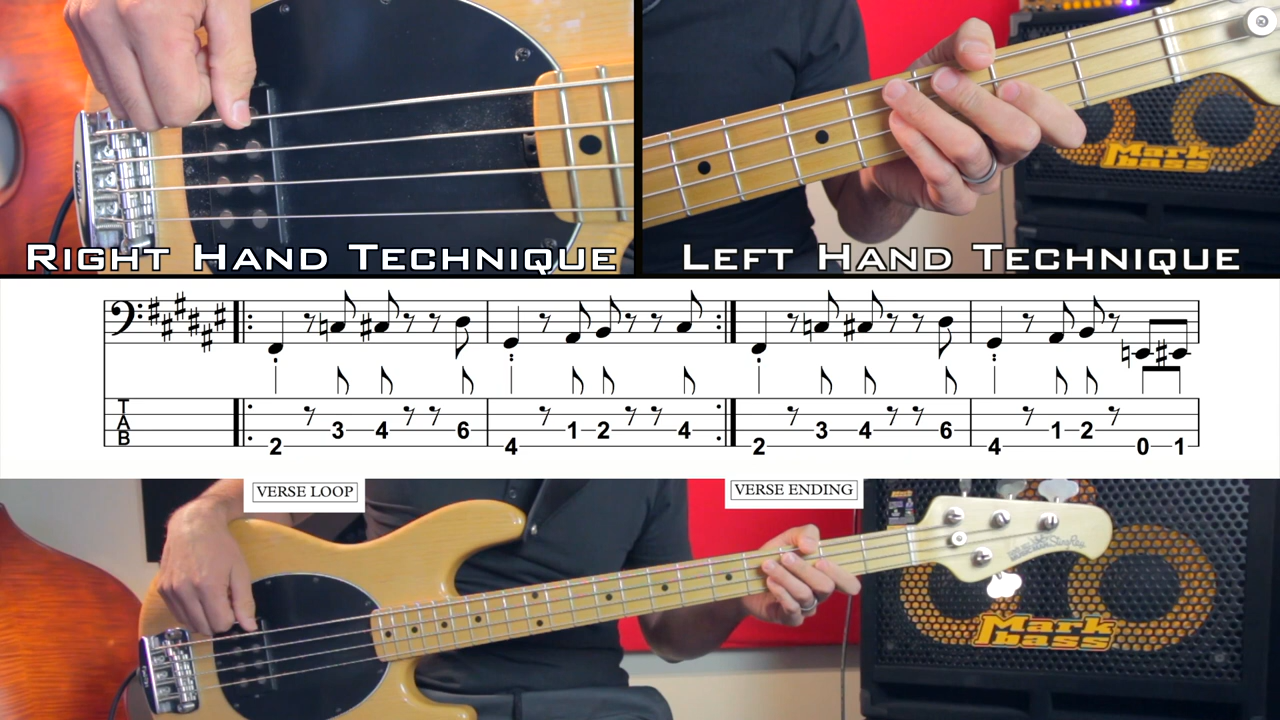 RIGHT HAND TECHNIQUE
LEFT HAND TECHNIQUE
Mark
bass
T
A
B
2 3 4 6 4 1 2 4 2 3 4 6 4 1 2 0 1
VERSE LOOP
VERSE ENDING
StingRay
Mark
bass